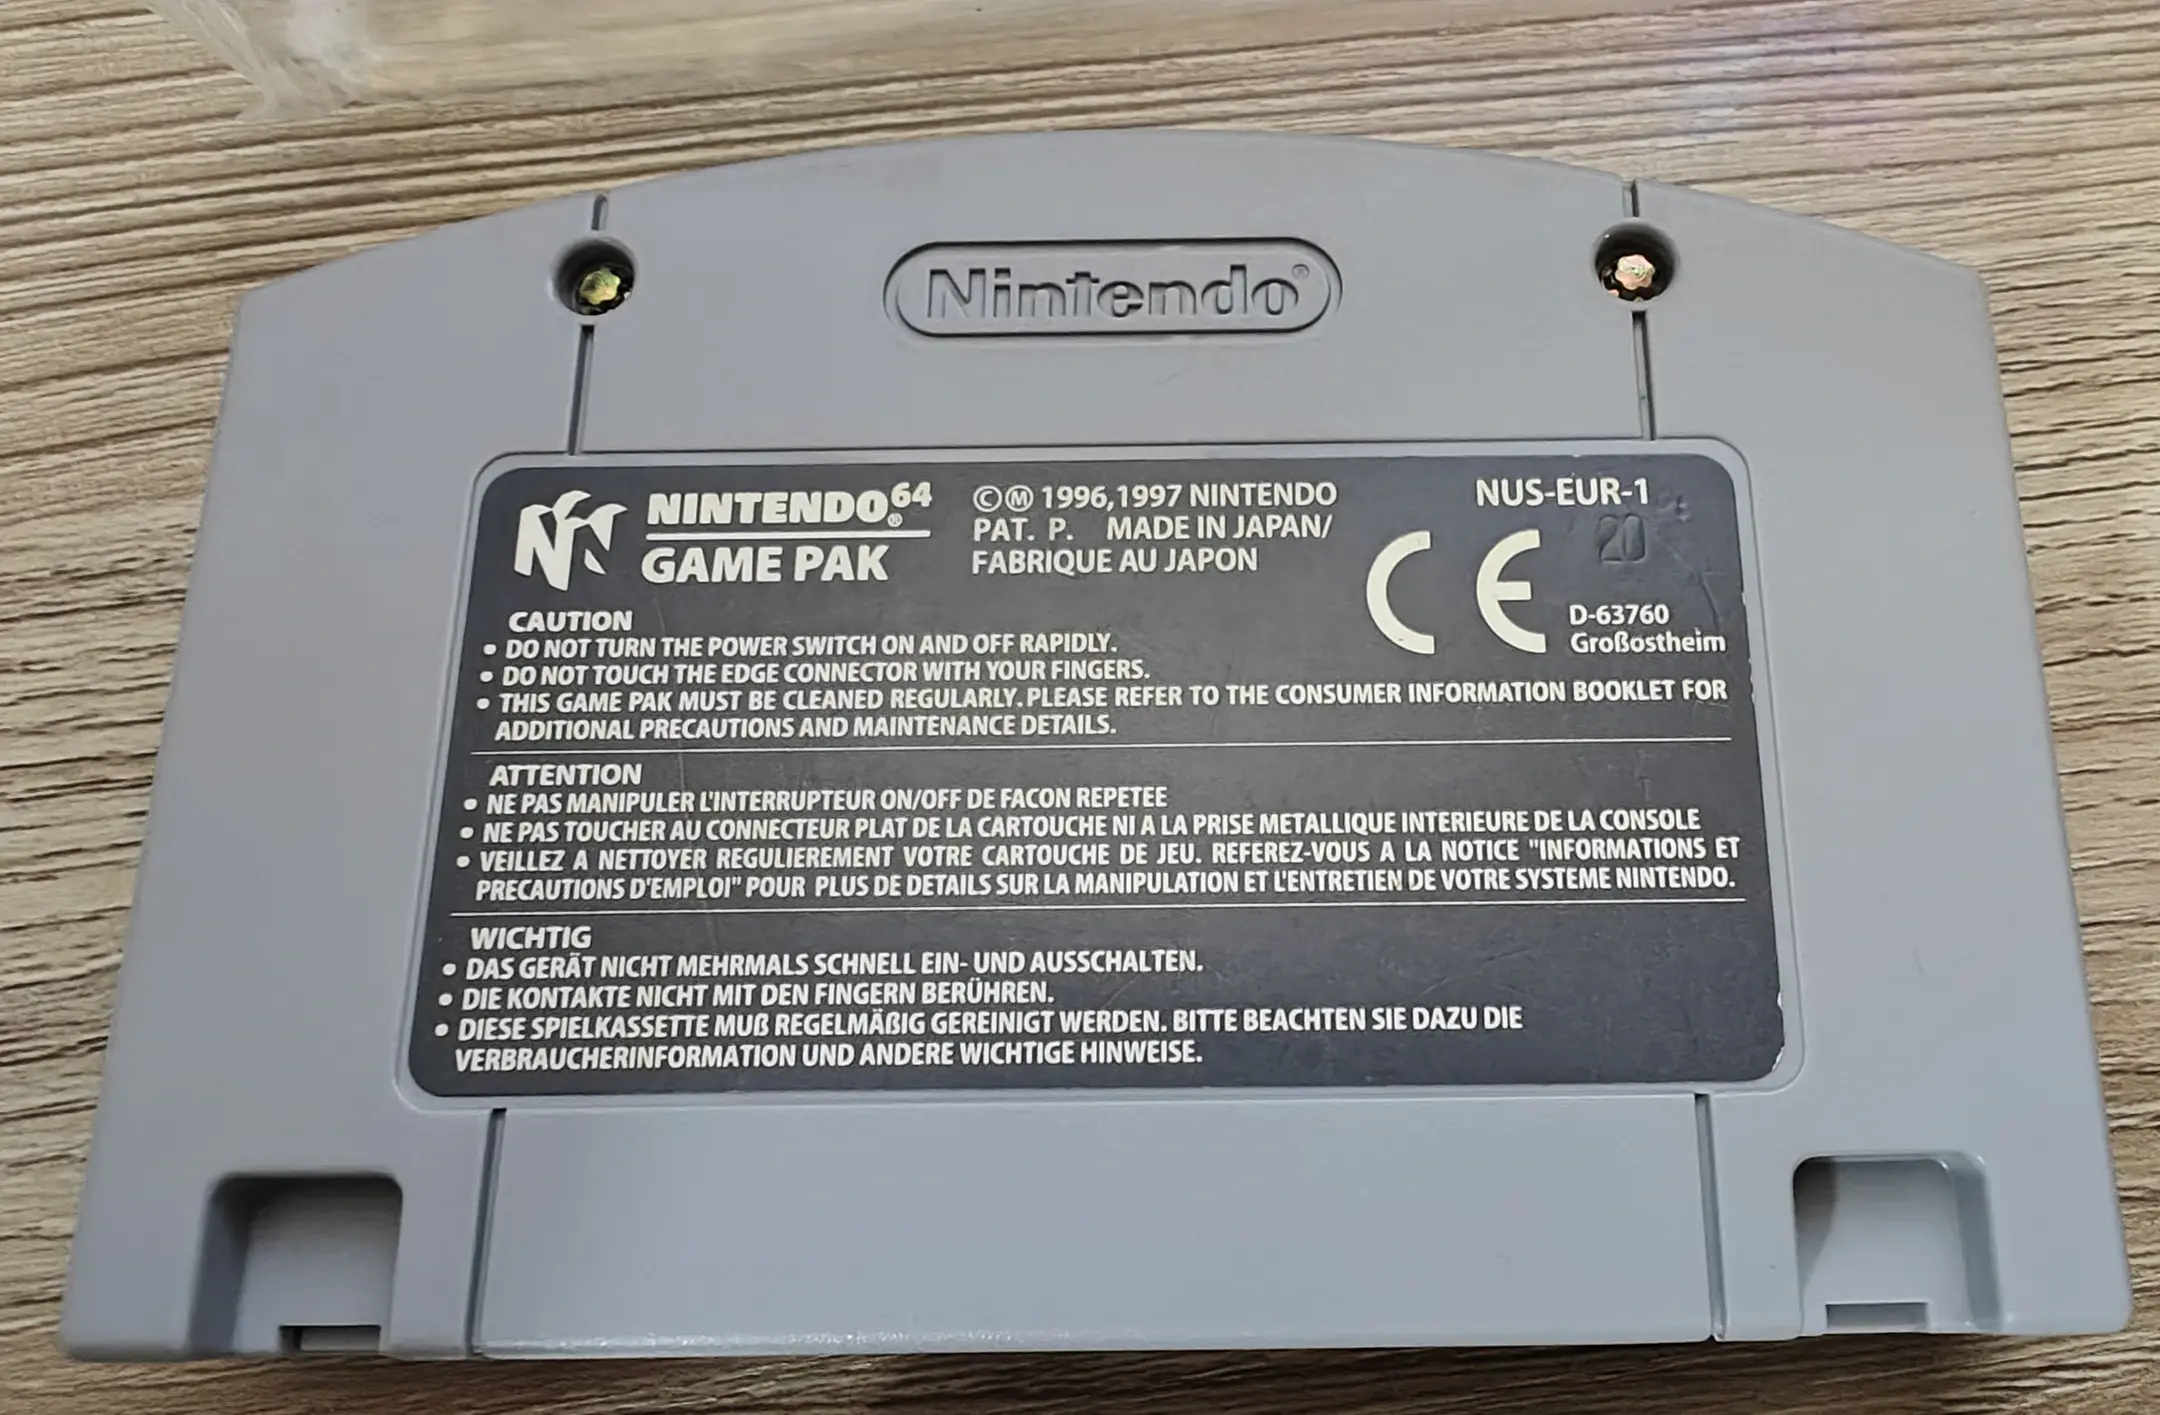 Nintendo®
NINTENDO64®
GAME PAK
©Ⓜ 1996,1997 NINTENDO
PAT. P. MADE IN JAPAN/
FABRIQUE AU JAPON
NUS-EUR-1
20
CE
D-63760
Großostheim
CAUTION
• DO NOT TURN THE POWER SWITCH ON AND OFF RAPIDLY.
• DO NOT TOUCH THE EDGE CONNECTOR WITH YOUR FINGERS.
• THIS GAME PAK MUST BE CLEANED REGULARLY. PLEASE REFER TO THE CONSUMER INFORMATION BOOKLET FOR
ADDITIONAL PRECAUTIONS AND MAINTENANCE DETAILS.
ATTENTION
• NE PAS MANIPULER L'INTERRUPTEUR ON/OFF DE FACON REPETEE
• NE PAS TOUCHER AU CONNECTEUR PLAT DE LA CARTOUCHE NI A LA PRISE METALLIQUE INTERIEURE DE LA CONSOLE
• VEILLEZ A NETTOYER REGULIEREMENT VOTRE CARTOUCHE DE JEU. REFEREZ-VOUS A LA NOTICE "INFORMATIONS ET
PRECAUTIONS D'EMPLOI" POUR PLUS DE DETAILS SUR LA MANIPULATION ET L'ENTRETIEN DE VOTRE SYSTEME NINTENDO.
WICHTIG
• DAS GERÄT NICHT MEHRMALS SCHNELL EIN- UND AUSSCHALTEN.
• DIE KONTAKTE NICHT MIT DEN FINGERN BERÜHREN.
• DIESE SPIELKASSETTE MUß REGELMÄßIG GEREINIGT WERDEN. BITTE BEACHTEN SIE DAZU DIE
VERBRAUCHERINFORMATION UND ANDERE WICHTIGE HINWEISE.